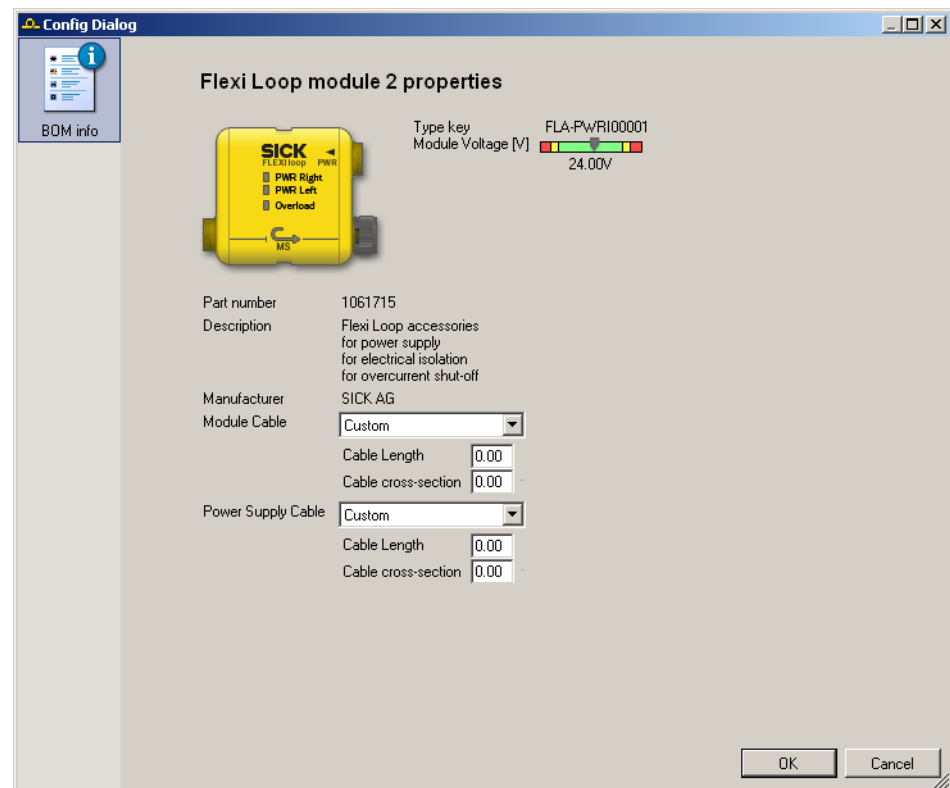 Config Dialog
BOM info
Flexi Loop module 2 properties
SICK
FLEXI loop PWR
PWR Right
PWR Left
Overload
MS
Type key FLA-PWRI00001
Module Voltage [V]
24.00V
Part number 1061715
Description Flexi Loop accessories
for power supply
for electrical isolation
for overcurrent shut-off
Manufacturer SICK AG
Module Cable Custom
Cable Length 0.00
Cable cross-section 0.00
Power Supply Cable Custom
Cable Length 0.00
Cable cross-section 0.00
OK Cancel